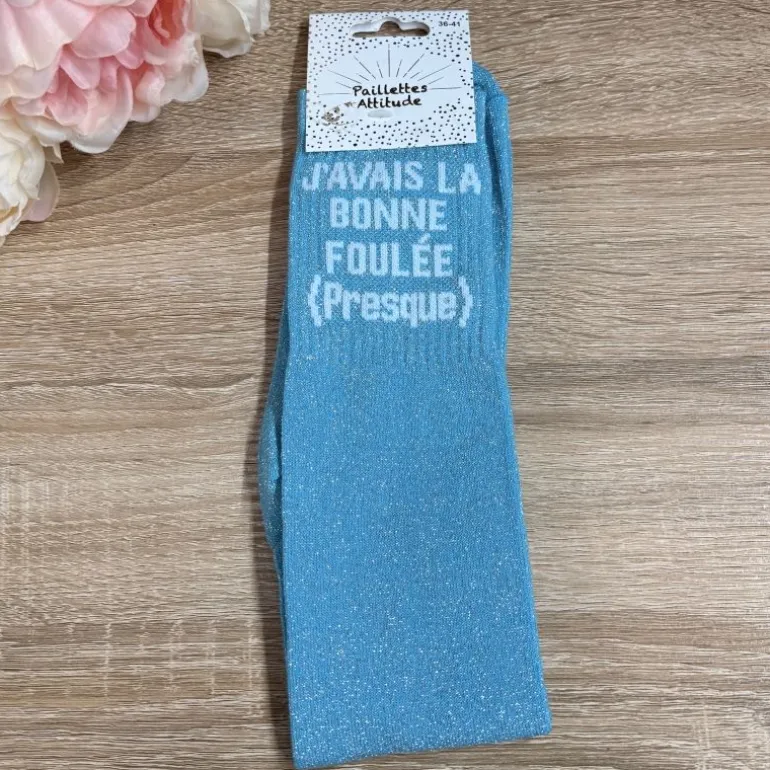 36-41
Paillettes
Attitude
J'AVAIS LA
BONNE
FOULÉE
(Presque)